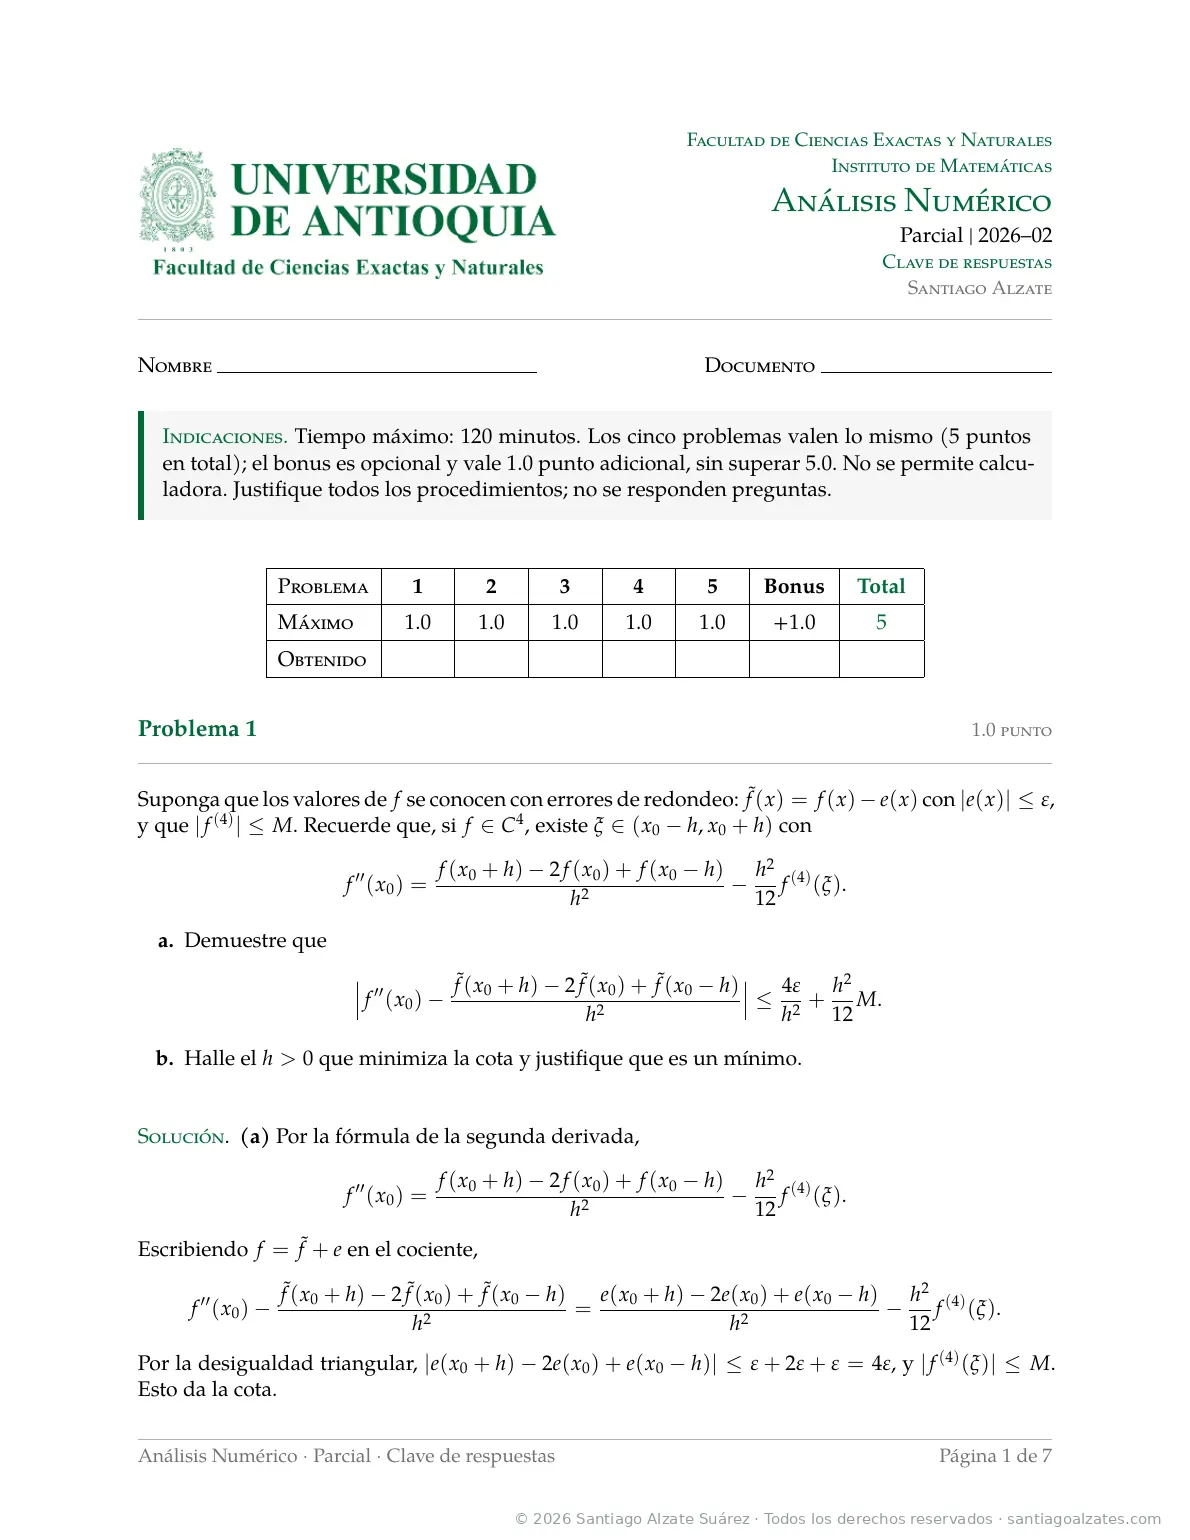 UNIVERSIDAD
DE ANTIOQUIA
1803
Facultad de Ciencias Exactas y Naturales
Facultad de Ciencias Exactas y Naturales
Instituto de Matemáticas
Análisis Numérico
Parcial | 2026–02
Clave de respuestas
Santiago Alzate
Nombre
Documento
Indicaciones. Tiempo máximo: 120 minutos. Los cinco problemas valen lo mismo (5 puntos
en total); el bonus es opcional y vale 1.0 punto adicional, sin superar 5.0. No se permite calcu-
ladora. Justifique todos los procedimientos; no se responden preguntas.
Problema 1 2 3 4 5 Bonus Total
Máximo 1.0 1.0 1.0 1.0 1.0 +1.0 5
Obtenido
Problema 1
1.0 punto
Suponga que los valores de f se conocen con errores de redondeo: f̃(x) = f(x) − e(x) con |e(x)| ≤ ε,
y que |f⁽⁴⁾| ≤ M. Recuerde que, si f ∈ C⁴, existe ξ ∈ (x₀ − h, x₀ + h) con
f″(x₀) = (f(x₀ + h) − 2f(x₀) + f(x₀ − h))/h² − h²/12 f⁽⁴⁾(ξ).
a. Demuestre que
|f″(x₀) − (f̃(x₀ + h) − 2f̃(x₀) + f̃(x₀ − h))/h²| ≤ 4ε/h² + h²/12 M.
b. Halle el h > 0 que minimiza la cota y justifique que es un mínimo.
Solución. (a) Por la fórmula de la segunda derivada,
f″(x₀) = (f(x₀ + h) − 2f(x₀) + f(x₀ − h))/h² − h²/12 f⁽⁴⁾(ξ).
Escribiendo f = f̃ + e en el cociente,
f″(x₀) − (f̃(x₀ + h) − 2f̃(x₀) + f̃(x₀ − h))/h² = (e(x₀ + h) − 2e(x₀) + e(x₀ − h))/h² − h²/12 f⁽⁴⁾(ξ).
Por la desigualdad triangular, |e(x₀ + h) − 2e(x₀) + e(x₀ − h)| ≤ ε + 2ε + ε = 4ε, y |f⁽⁴⁾(ξ)| ≤ M.
Esto da la cota.
Análisis Numérico · Parcial · Clave de respuestas
Página 1 de 7
© 2026 Santiago Alzate Suárez · Todos los derechos reservados · santiagoalzates.com